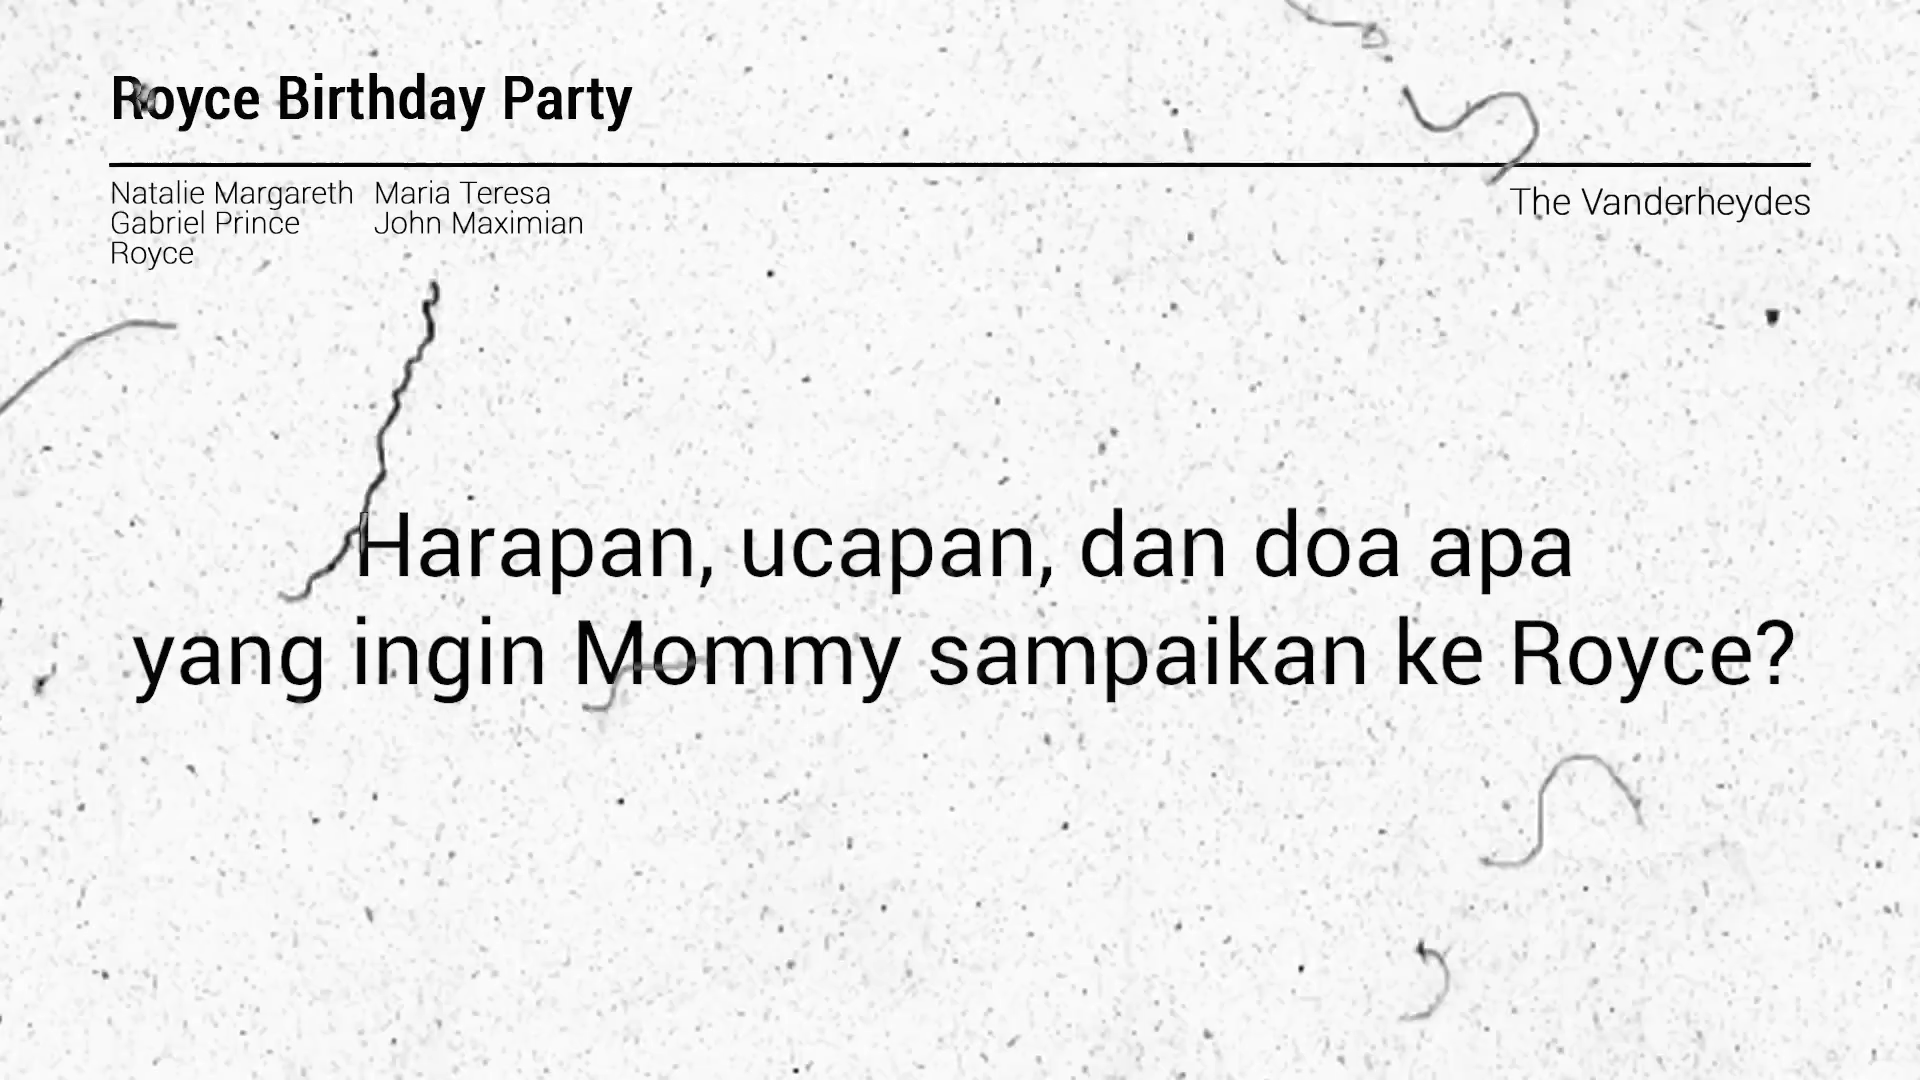 Royce Birthday Party
Natalie Margareth
Gabriel Prince
Royce
Maria Teresa
John Maximian
The Vanderheydes
Harapan, ucapan, dan doa apa
yang ingin Mommy sampaikan ke Royce?